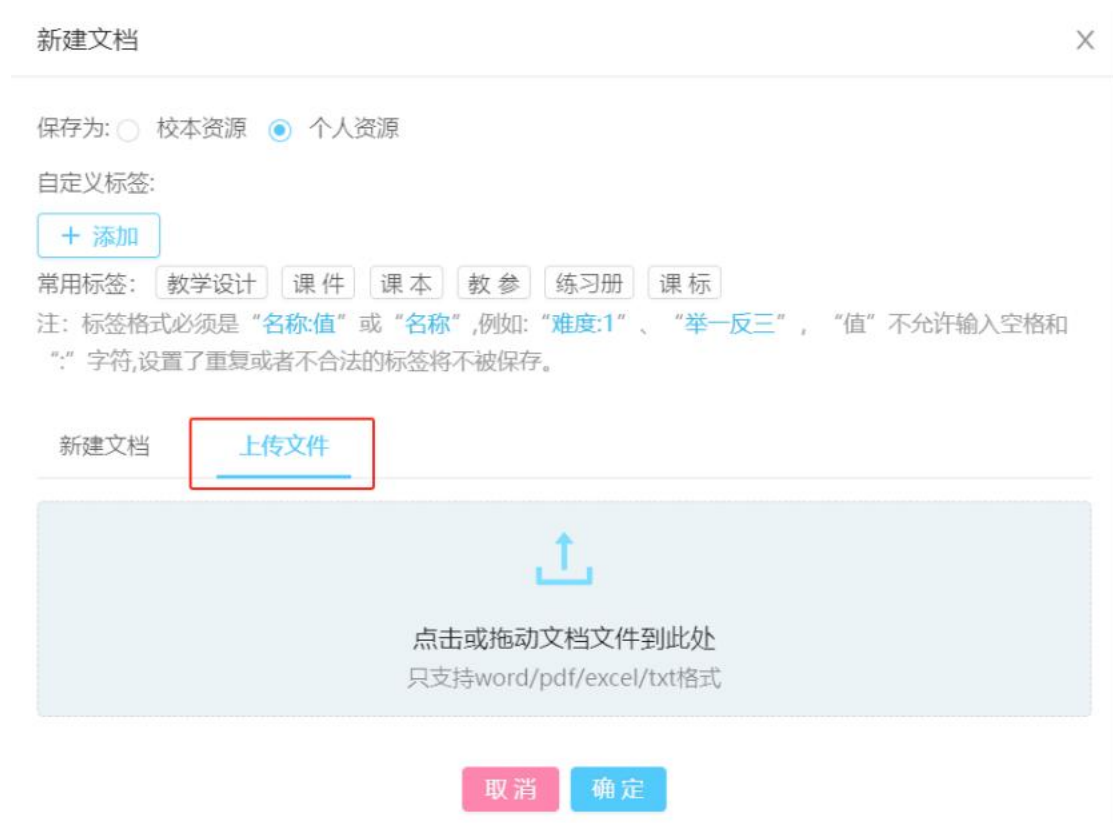 新建文档
保存为: 校本资源 个人资源
自定义标签:
+ 添加
常用标签： 教学设计 课件 课本 教参 练习册 课标
注：标签格式必须是“名称:值”或“名称”,例如:“难度:1”、“举一反三”，“值”不允许输入空格和
“:”字符,设置了重复或者不合法的标签将不被保存。
新建文档 上传文件
点击或拖动文档文件到此处
只支持word/pdf/excel/txt格式
取消 确定